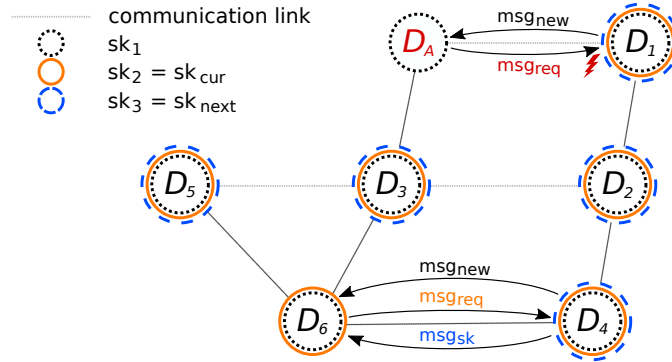 communication link
sk1
sk2 = skcur
sk3 = sknext
msgnew
DA
D1
msgreq
D5
D3
D2
msgnew
D6
msgreq
D4
msgsk